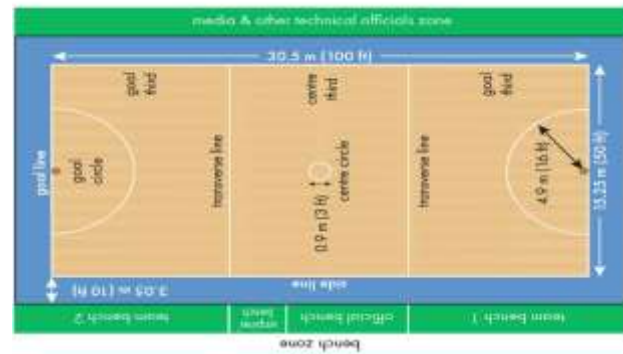 media & other technical officials zone
30.5 m (100 ft)
goal
third
centre
third
goal
third
goal line
goal
circle
transverse line
0.9 m (3 ft)
centre circle
transverse line
4.9 m (16 ft)
15.25 m (50 ft)
3.05 m (10 ft)
side line
team bench 2
umpire
bench
official bench
team bench 1
bench zone